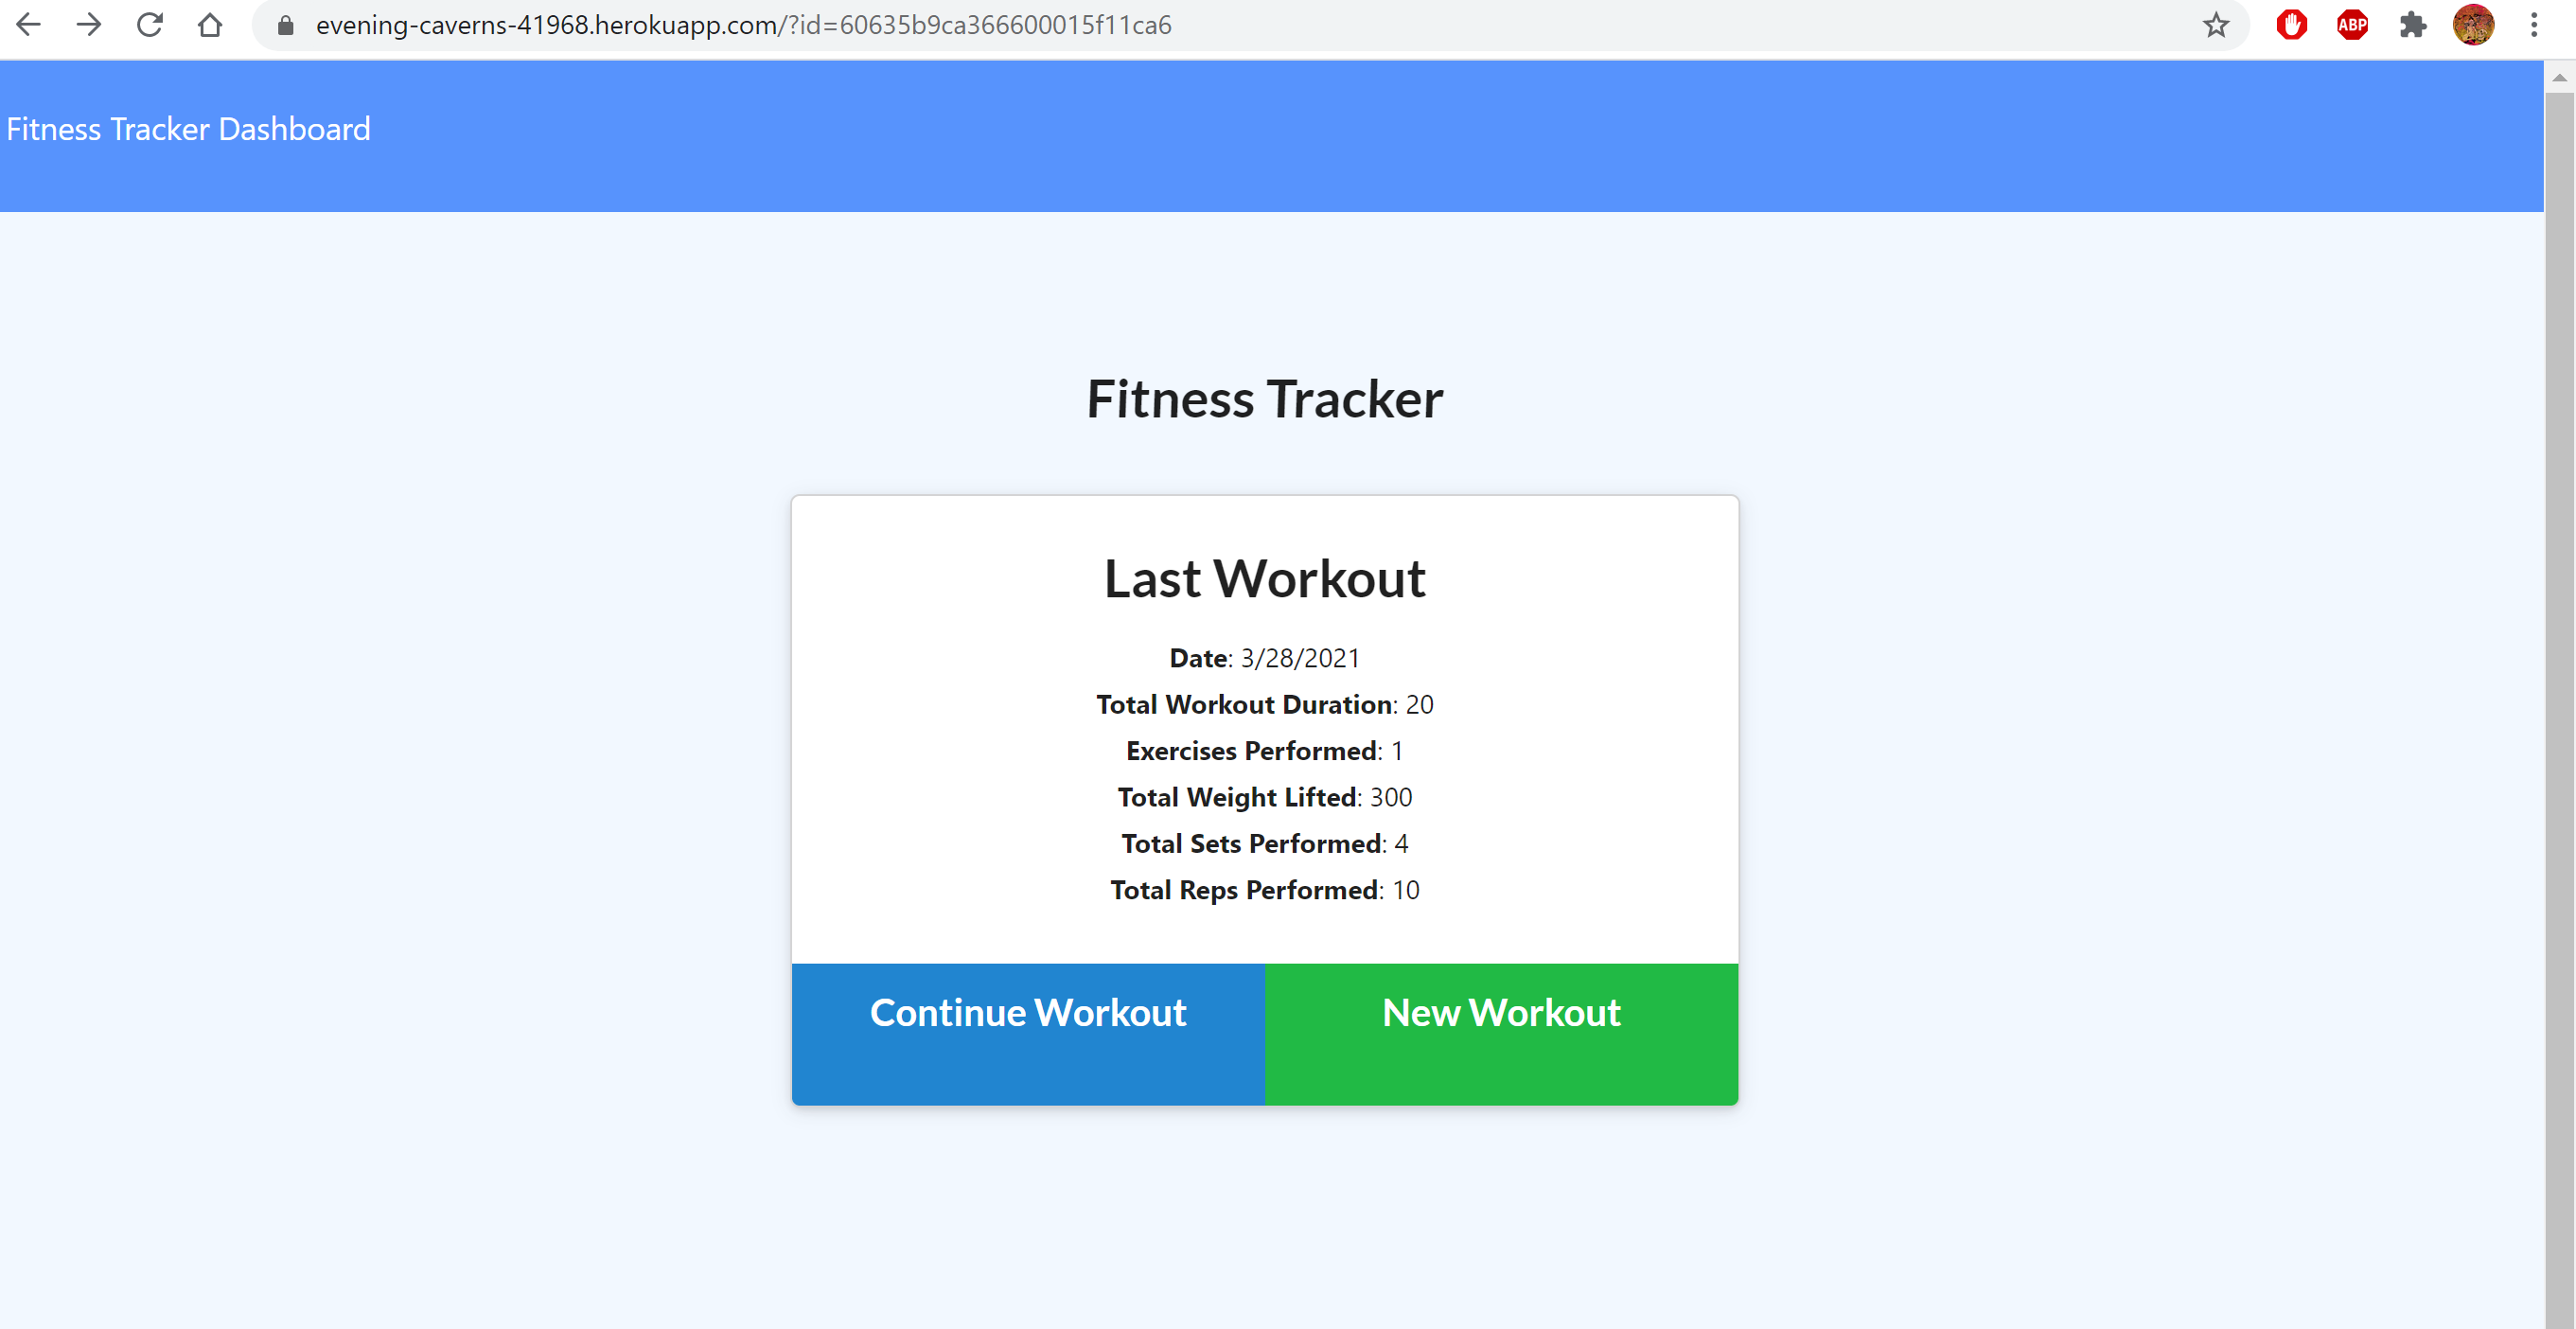 evening-caverns-41968.herokuapp.com/?id=60635b9ca366600015f11ca6
ABP
Fitness Tracker Dashboard
Fitness Tracker
Last Workout
Date: 3/28/2021
Total Workout Duration: 20
Exercises Performed: 1
Total Weight Lifted: 300
Total Sets Performed: 4
Total Reps Performed: 10
Continue Workout New Workout